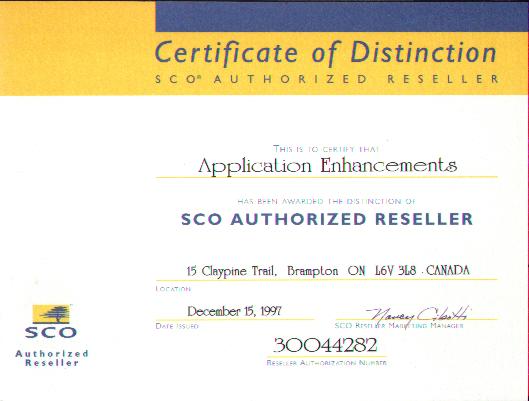 Certificate of Distinction
SCO® AUTHORIZED RESELLER
THIS IS TO CERTIFY THAT
Application Enhancements
HAS BEEN AWARDED THE DISTINCTION OF
SCO AUTHORIZED RESELLER
15 Claypine Trail, Brampton ON L6V 3L8 CANADA
LOCATION
December 15, 1997
DATE ISSUED
Nancy
SCO RESELLER MARKETING MANAGER
30044282
RESELLER AUTHORIZATION NUMBER
SCO
Authorized
Reseller